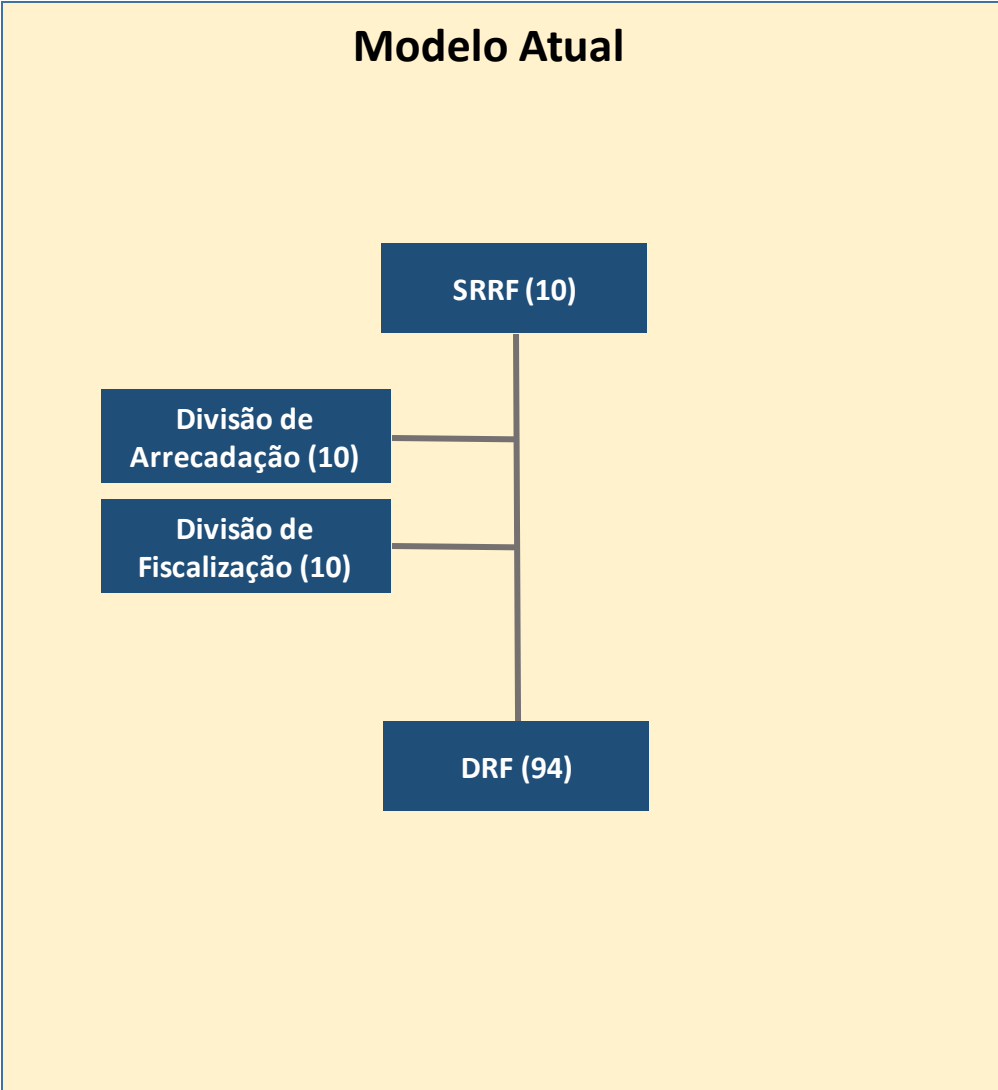 Modelo Atual
SRRF (10)
Divisão de
Arrecadação (10)
Divisão de
Fiscalização (10)
DRF (94)